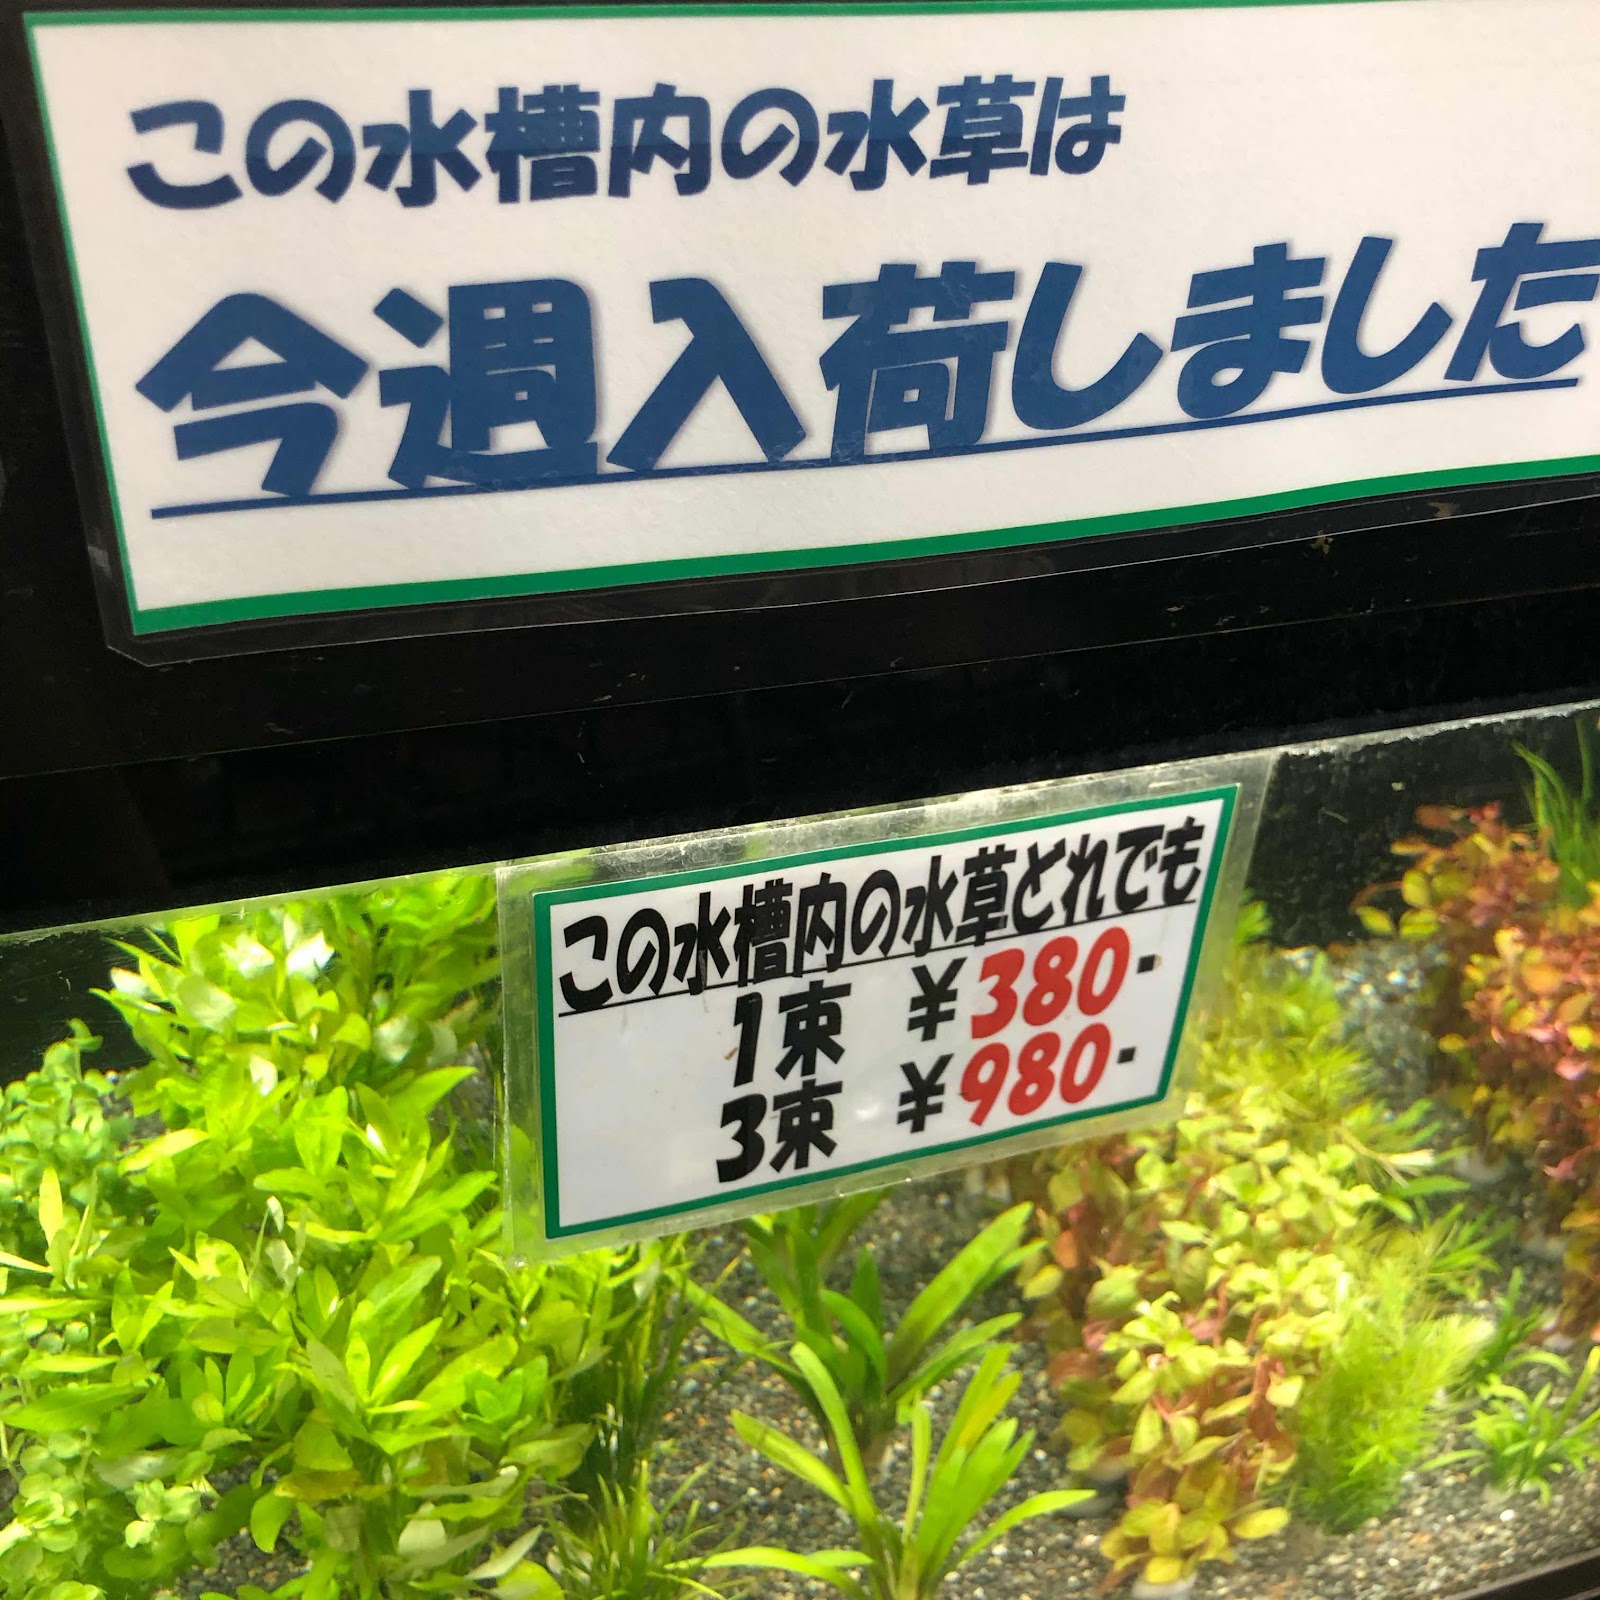 この水槽内の水草は
今週入荷しました
この水槽内の水草どれでも
1束 ¥380-
3束 ¥980-